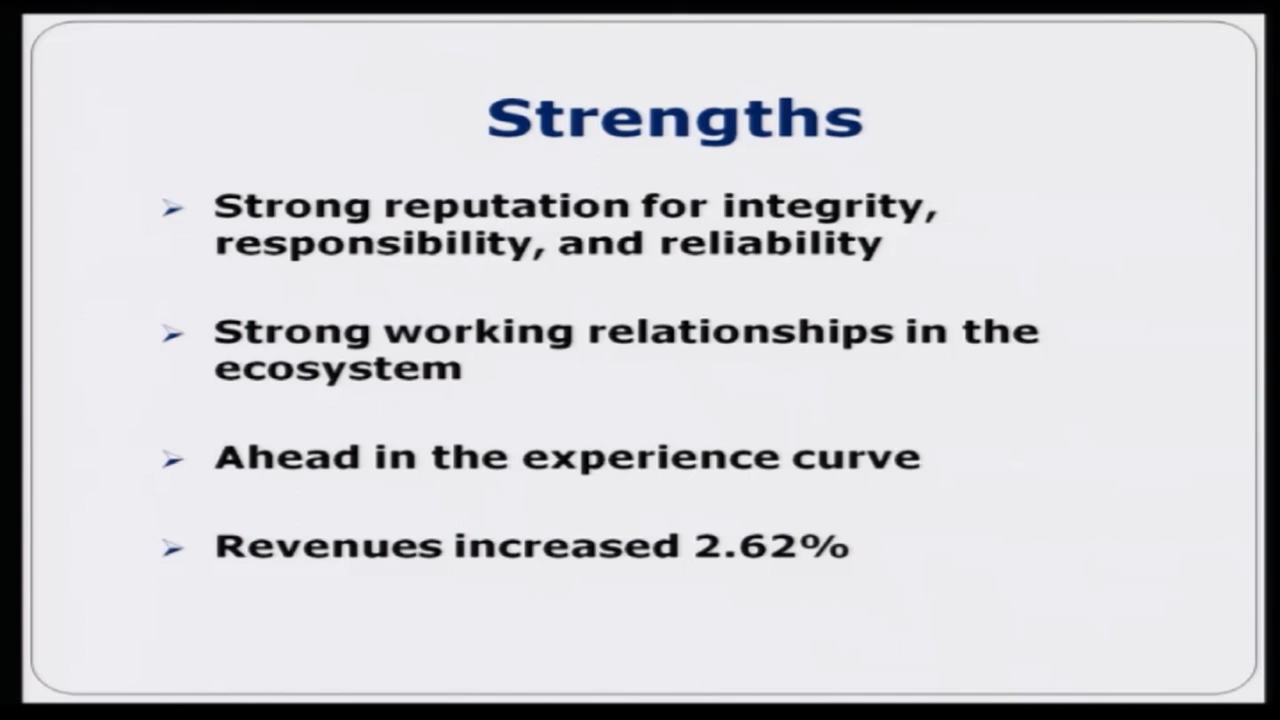 Strengths
Strong reputation for integrity,
responsibility, and reliability
Strong working relationships in the
ecosystem
Ahead in the experience curve
Revenues increased 2.62%